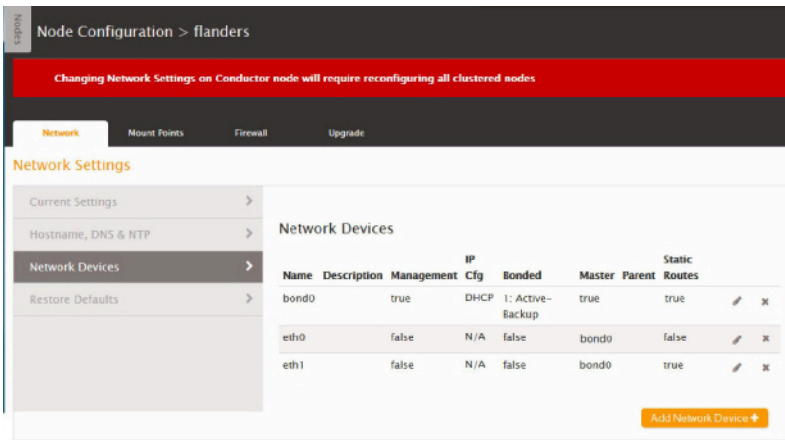 Nodes
Node Configuration > flanders
Changing Network Settings on Conductor node will require reconfiguring all clustered nodes
Network Mount Points Firewall Upgrade
Network Settings
Current Settings
Hostname, DNS & NTP
Network Devices
Restore Defaults
Network Devices
Name Description Management IP Cfg Bonded Master Parent Static Routes
bond0 true DHCP 1: Active-Backup true true
eth0 false N/A false bond0 false
eth1 false N/A false bond0 true
Add Network Device +